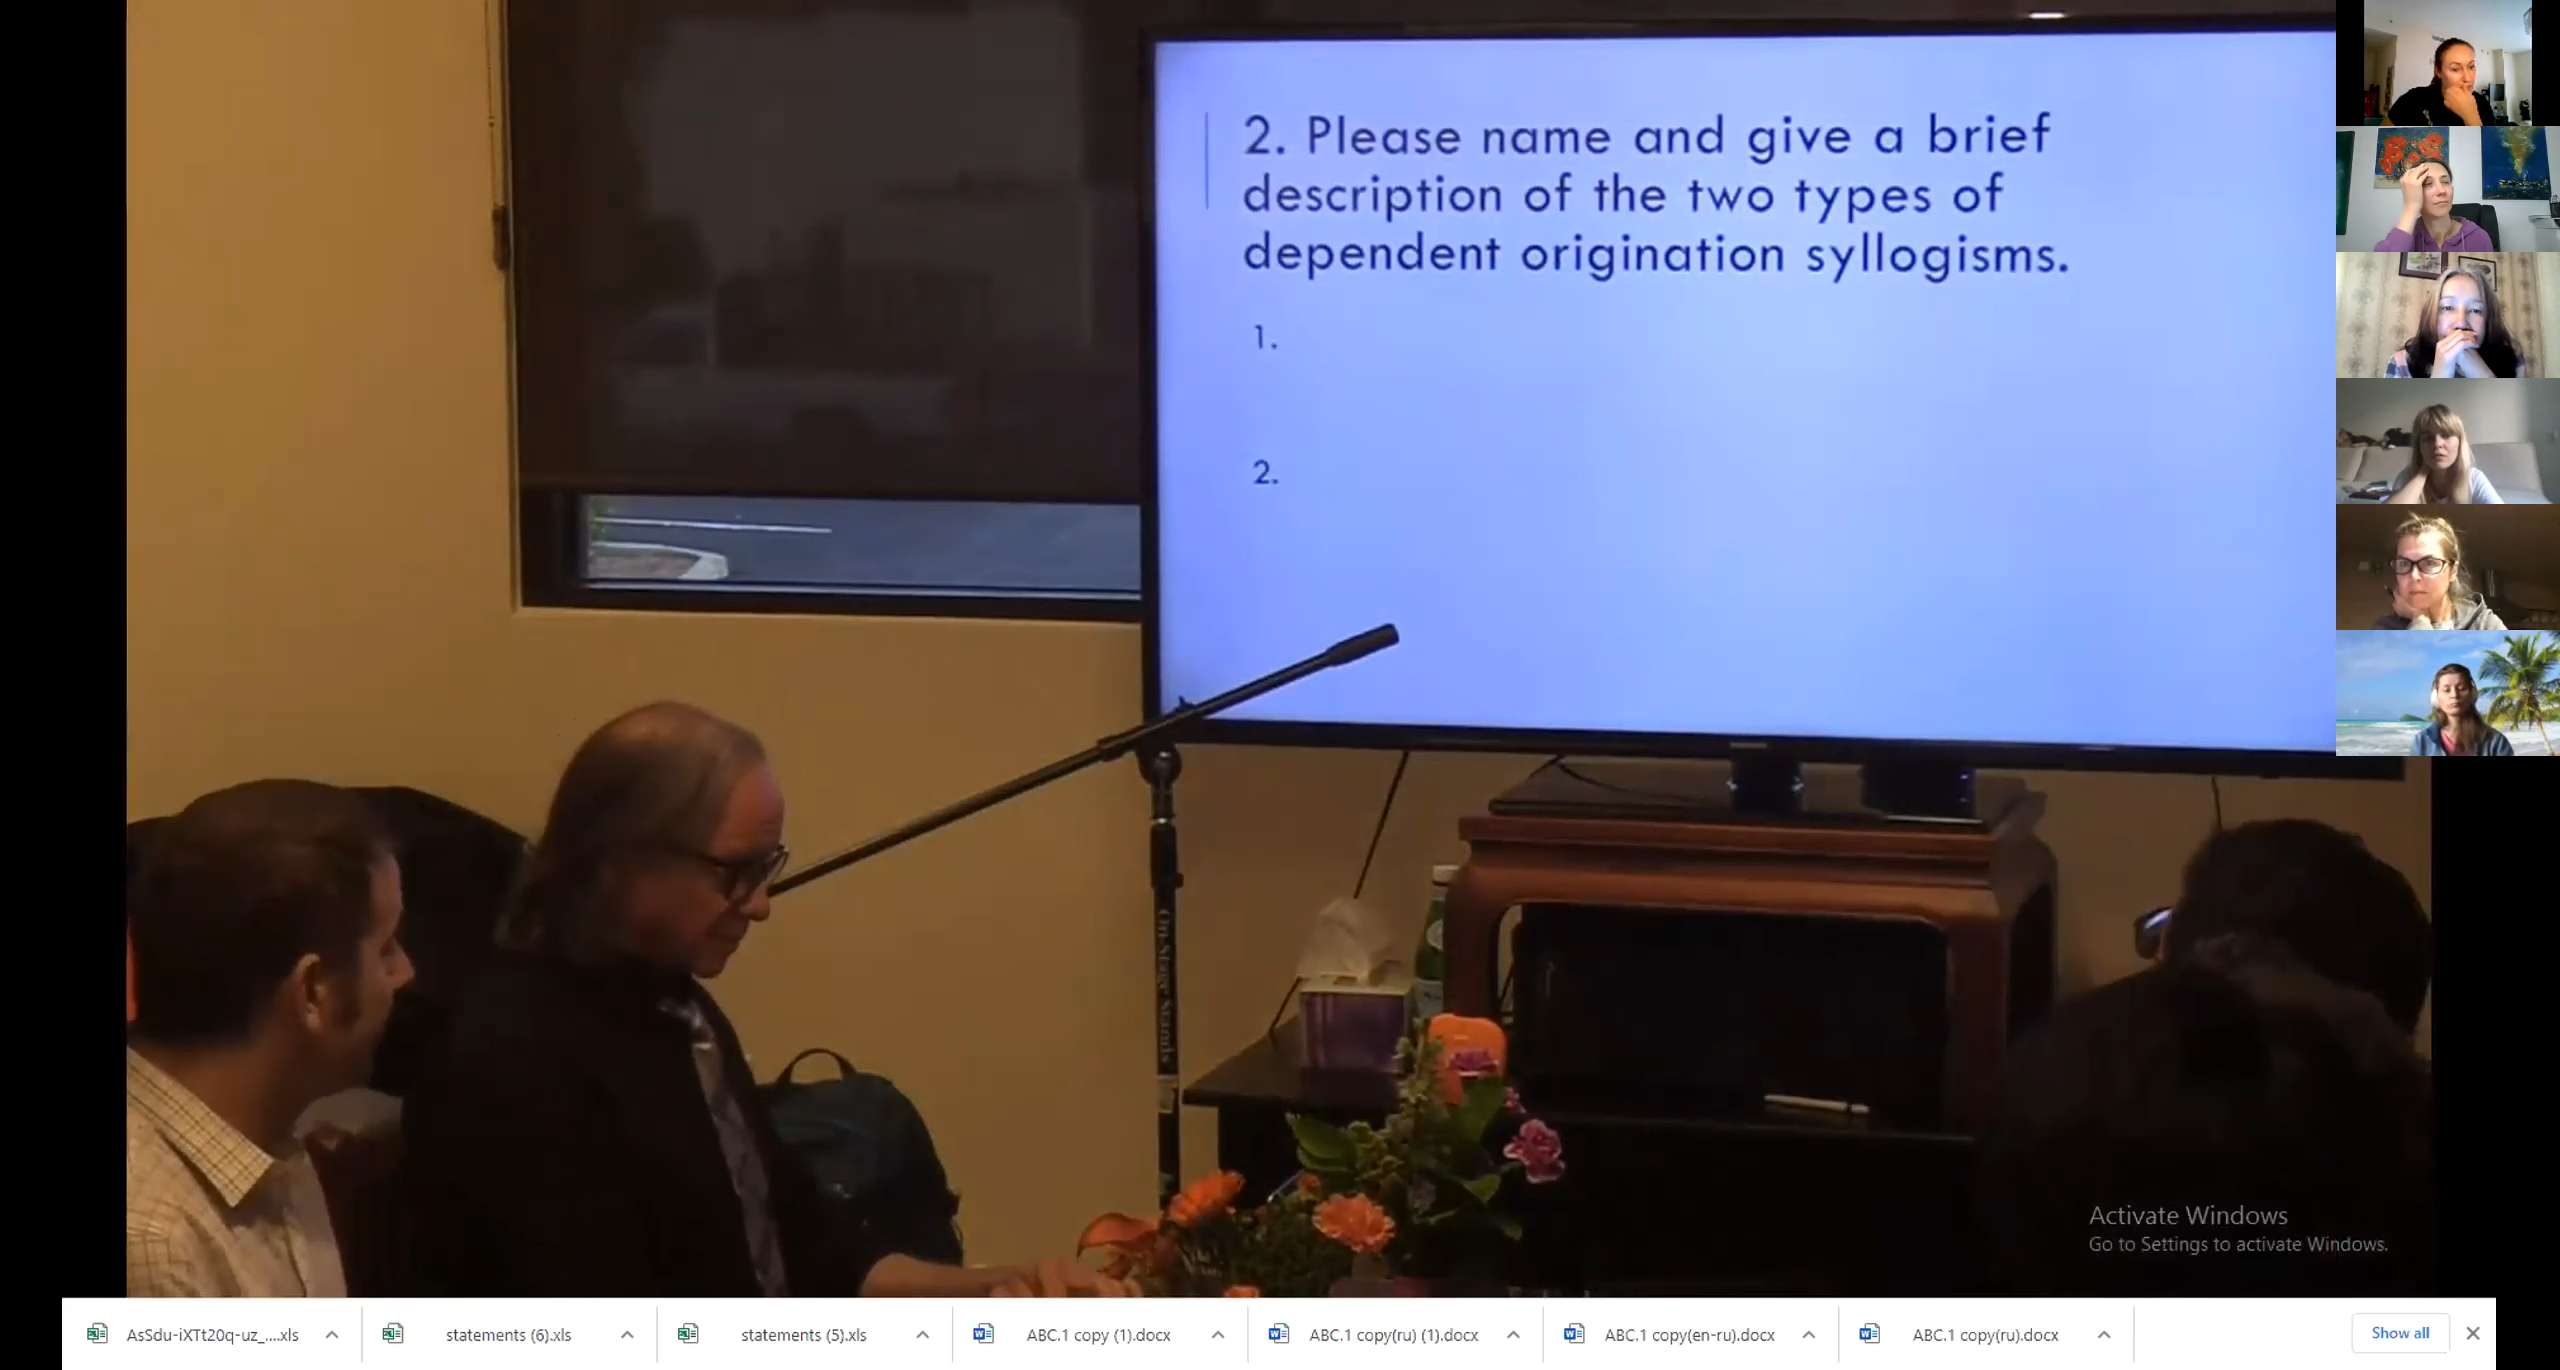 2. Please name and give a brief
description of the two types of
dependent origination syllogisms.
1.
2.
On-Stage Stands
Activate Windows
Go to Settings to activate Windows.
AsSdu-iXTt20q-uz_....xls
statements (6).xls
statements (5).xls
ABC.1 copy (1).docx
ABC.1 copy(ru) (1).docx
ABC.1 copy(en-ru).docx
ABC.1 copy(ru).docx
Show all